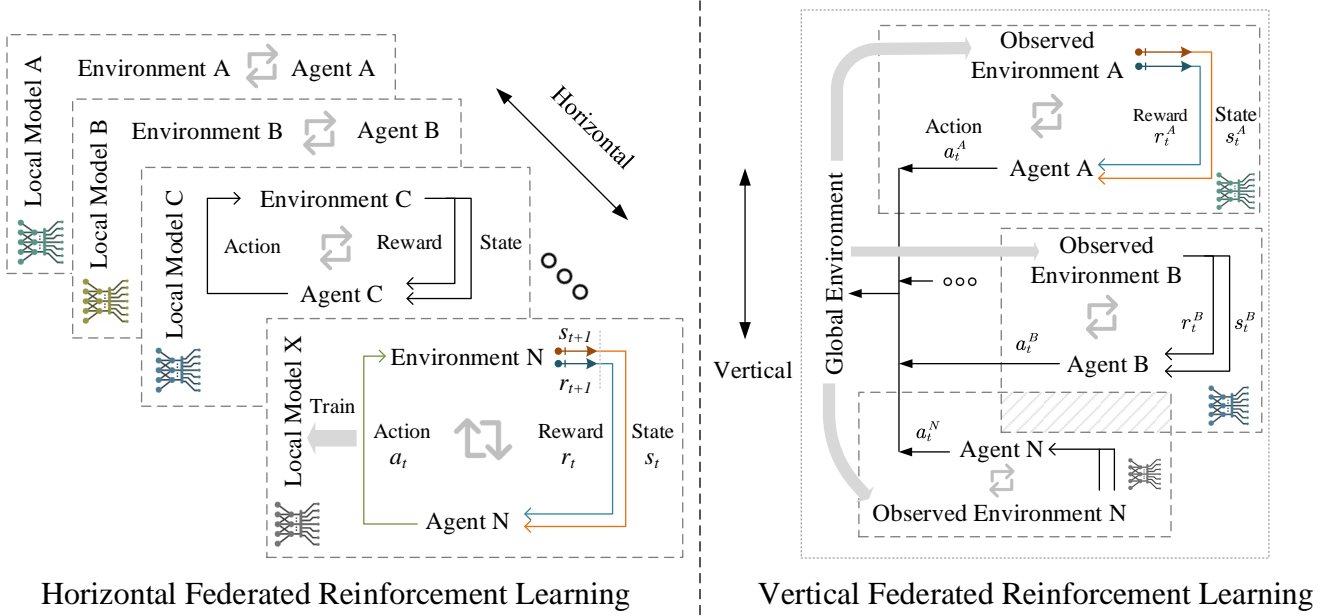 Local Model A
Environment A
Agent A
Local Model B
Environment B
Agent B
Local Model C
Environment C
Action
Reward
State
Agent C
Horizontal
Local Model X
Train
Environment N
s_{t+1}
r_{t+1}
Action
a_t
Reward
r_t
State
s_t
Agent N
Horizontal Federated Reinforcement Learning
Vertical
Global Environment
Observed
Environment A
Action
a_t^A
Reward
r_t^A
State
s_t^A
Agent A
Observed
Environment B
r_t^B
s_t^B
a_t^B
Agent B
a_t^N
Agent N
Observed Environment N
Vertical Federated Reinforcement Learning